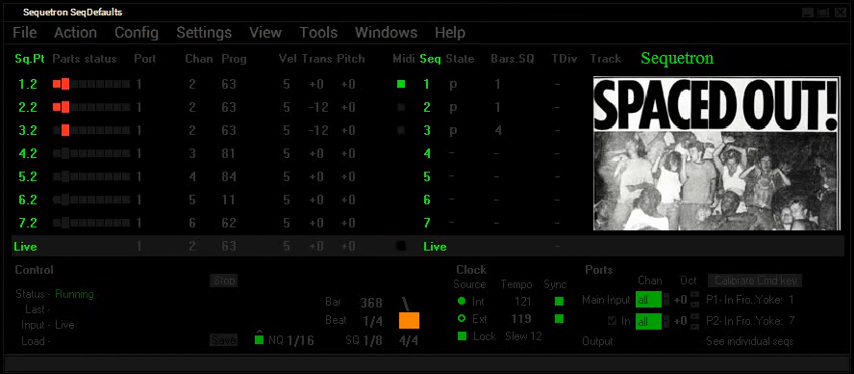 Sequetron SeqDefaults
File Action Config Settings View Tools Windows Help
Sq.Pt Parts status Port Chan Prog Vel Trans Pitch Midi Seq State Bars.SQ TDiv Track Sequetron
1.2 1 2 63 5 +0 +0 1 p 1 -
2.2 1 2 63 5 -12 +0 2 p 1 -
3.2 1 2 63 5 -12 +0 3 p 4 -
4.2 1 3 81 5 +0 +0 4 - - -
5.2 1 4 84 5 +0 +0 5 - - -
6.2 1 5 11 5 +0 +0 6 - - -
7.2 1 6 62 5 +0 +0 7 - - -
Live 1 2 63 5 +0 +0 Live -
SPACED OUT!
Control
Status - Running
Last -
Input - Live
Load -
Stop
Save
NQ 1/16
Bar 368 \
Beat 1/4
SQ 1/8 4/4
Clock
Source Tempo Sync
Int 121
Ext 119
Lock Slew 12
Ports
Chan Oct Calibrate Cmd key
Main Input all +0 P1- In Fro. Yoke: 1
In all +0 P2- In Fro. Yoke: 7
Output See individual seqs